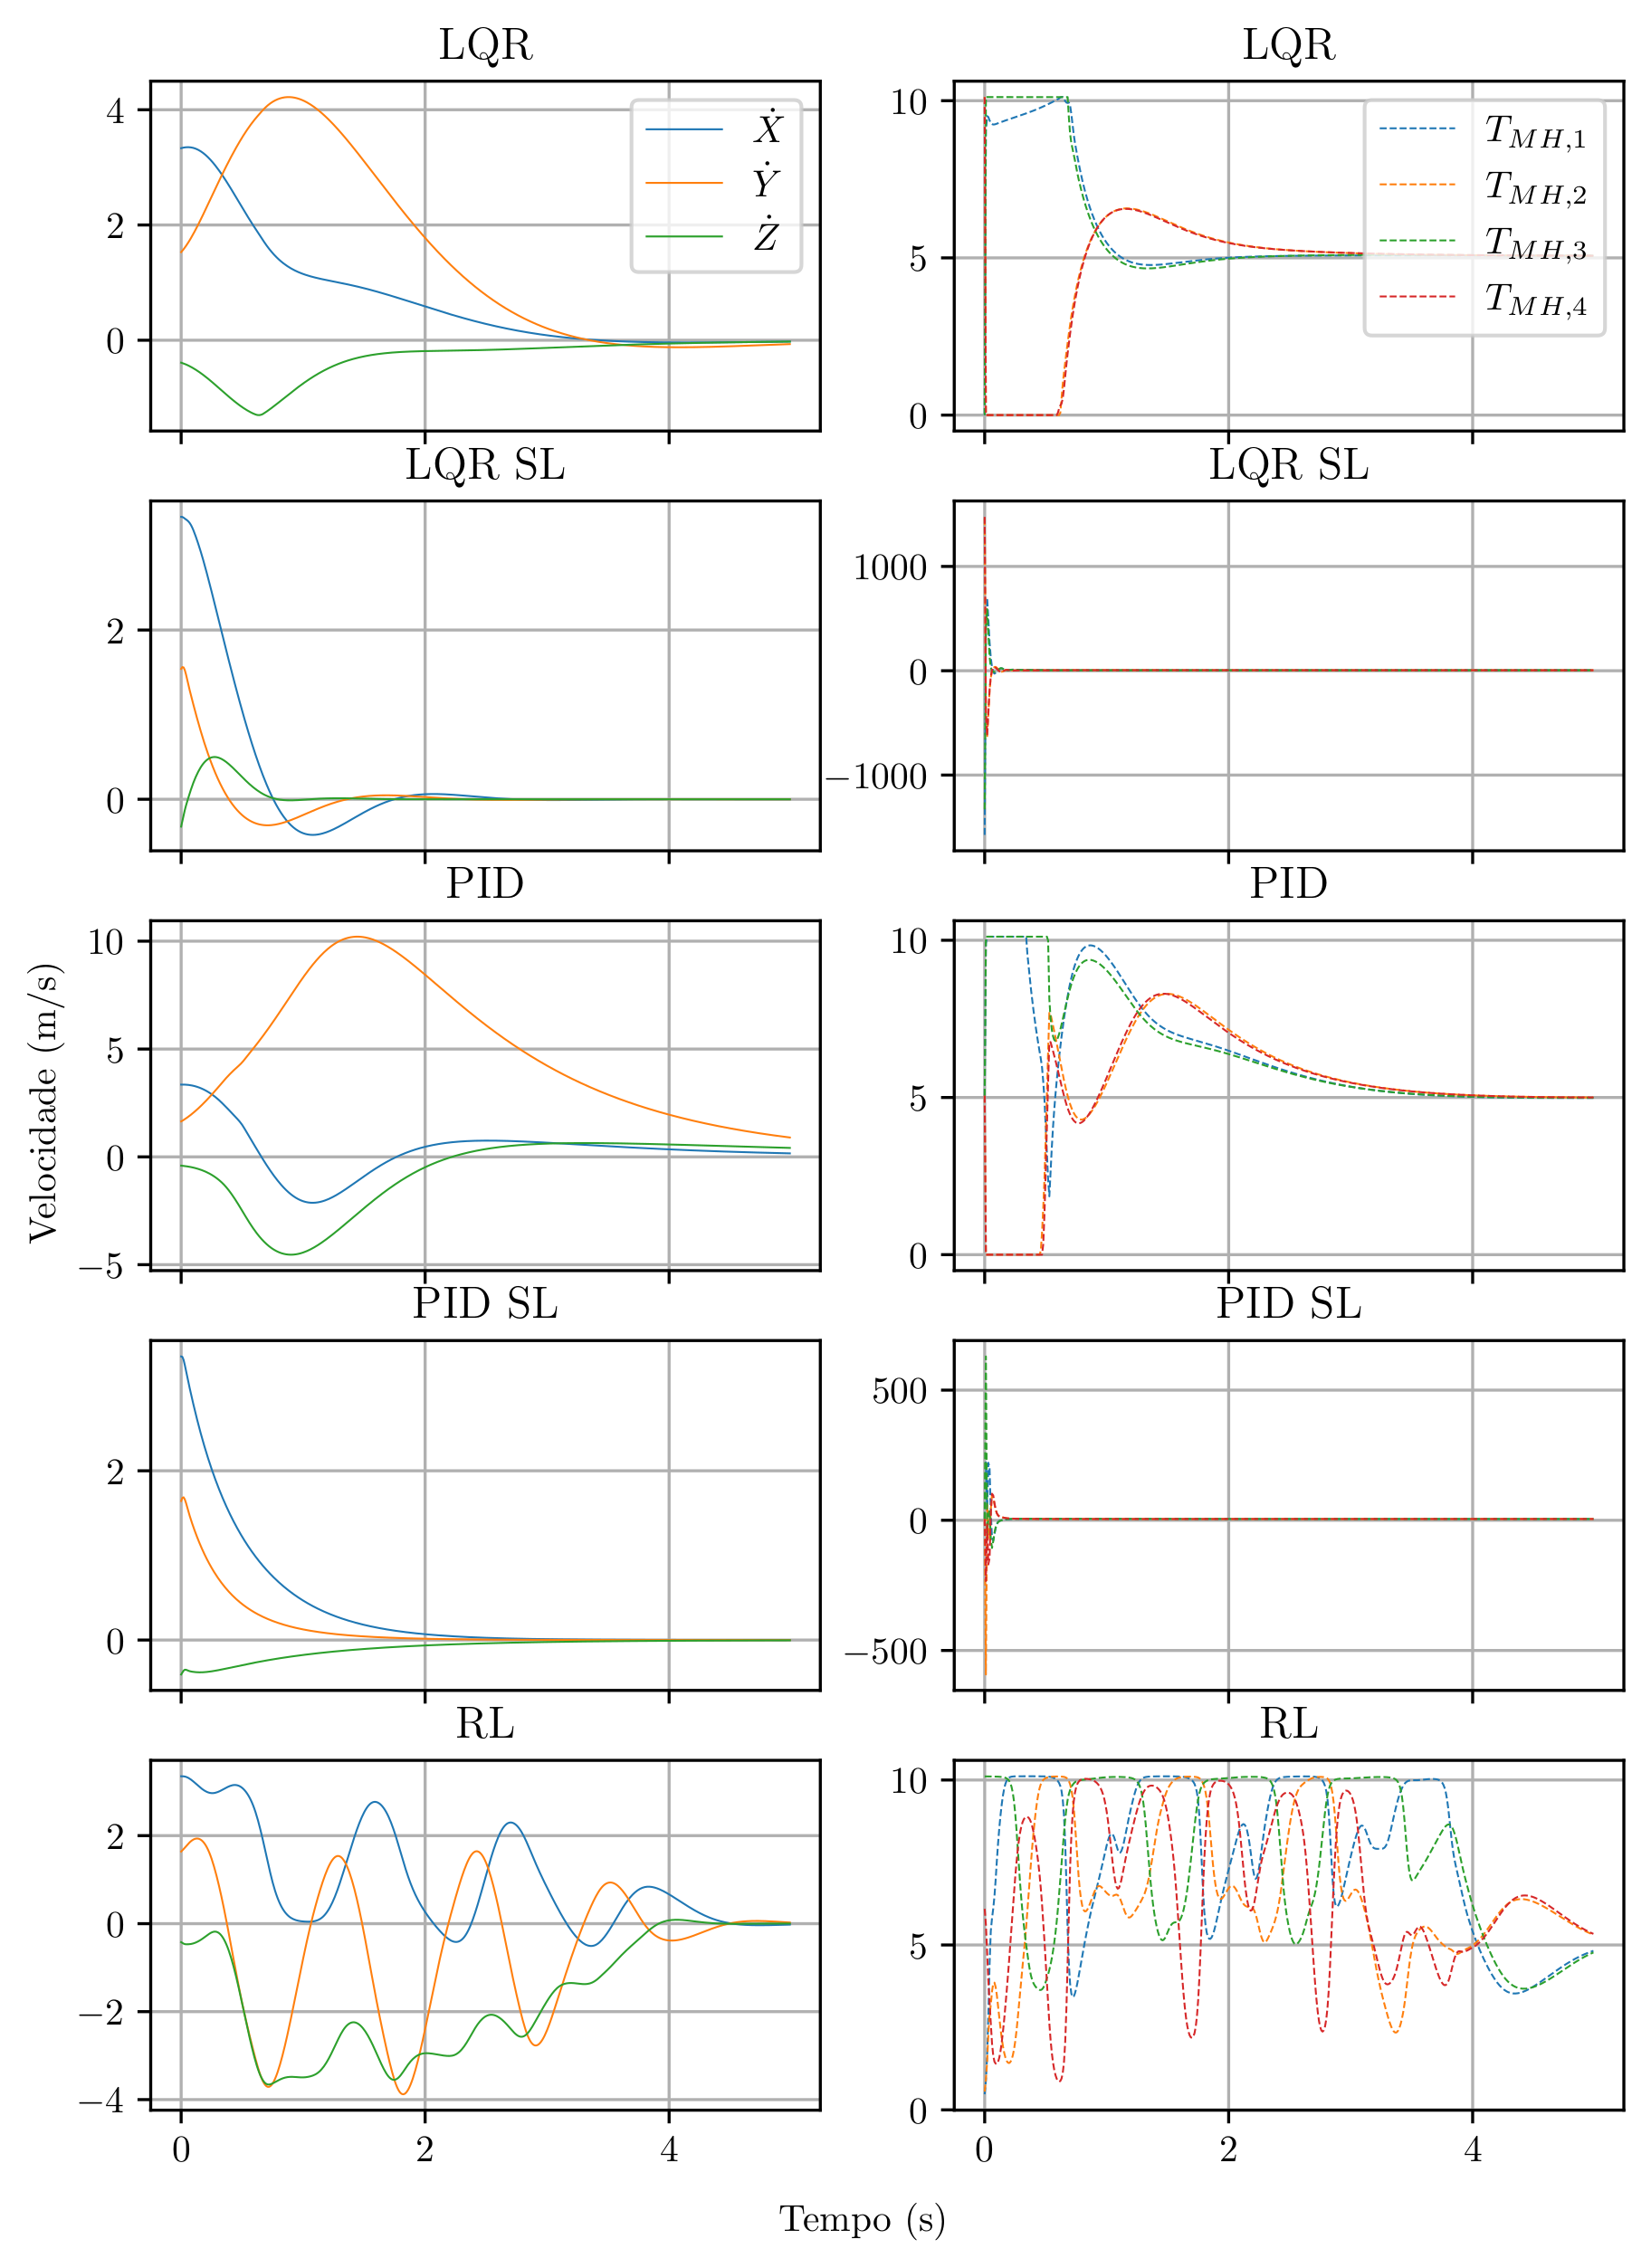 LQR
4
2
0
Ẋ
Ẏ
Ż
LQR
10
5
0
T_{MH,1}
T_{MH,2}
T_{MH,3}
T_{MH,4}
LQR SL
2
0
LQR SL
1000
0
−1000
PID
10
5
0
−5
PID
10
5
0
Velocidade (m/s)
PID SL
2
0
PID SL
500
0
−500
RL
2
0
−2
−4
0 2 4
RL
10
5
0
0 2 4
Tempo (s)